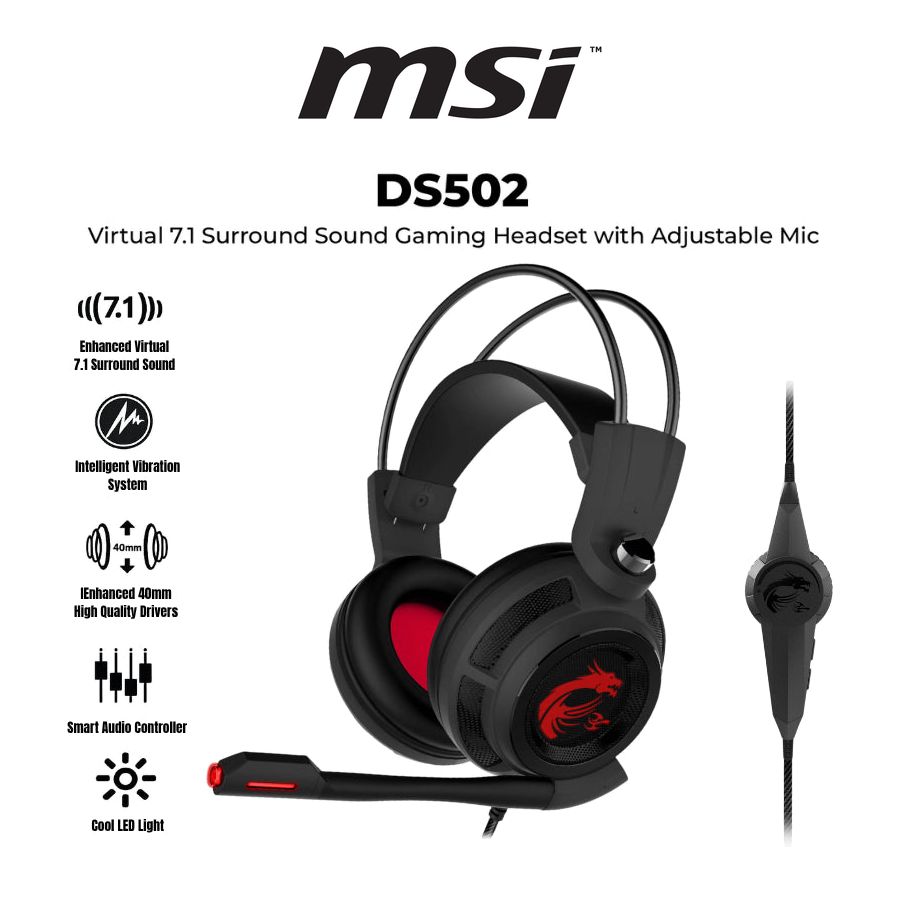 msi™
DS502
Virtual 7.1 Surround Sound Gaming Headset with Adjustable Mic
(((7.1)))
Enhanced Virtual
7.1 Surround Sound
Intelligent Vibration
System
40mm
IEnhanced 40mm
High Quality Drivers
Smart Audio Controller
Cool LED Light
L